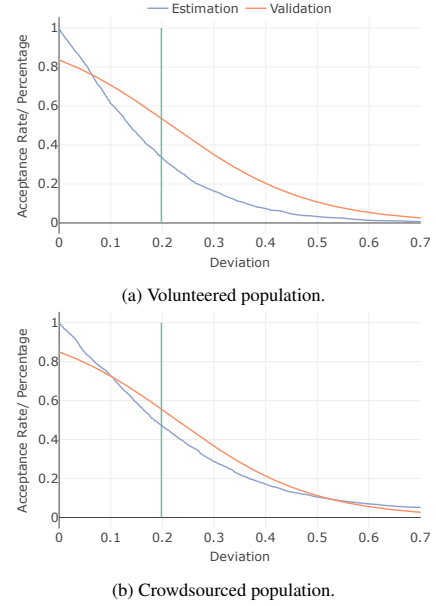 Estimation Validation
Acceptance Rate/ Percentage
1
0.8
0.6
0.4
0.2
0
0 0.1 0.2 0.3 0.4 0.5 0.6 0.7
Deviation
(a) Volunteered population.
Acceptance Rate/ Percentage
1
0.8
0.6
0.4
0.2
0
0 0.1 0.2 0.3 0.4 0.5 0.6 0.7
Deviation
(b) Crowdsourced population.